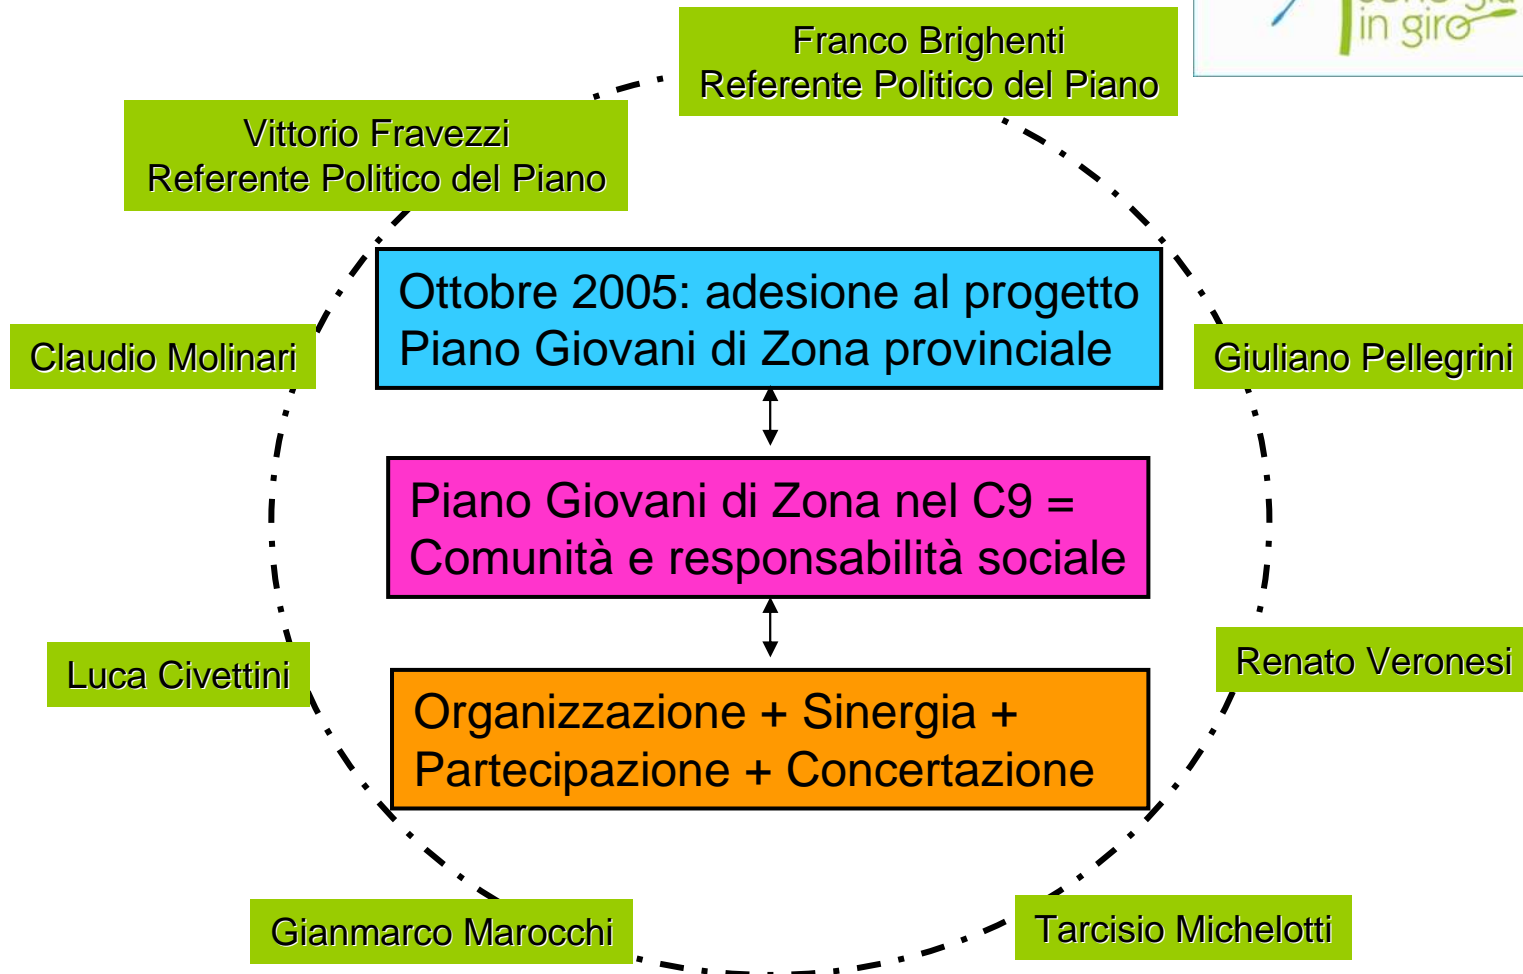 in giro
Franco Brighenti
Referente Politico del Piano
Vittorio Fravezzi
Referente Politico del Piano
Ottobre 2005: adesione al progetto
Piano Giovani di Zona provinciale
Claudio Molinari
Giuliano Pellegrini
Piano Giovani di Zona nel C9 =
Comunità e responsabilità sociale
Luca Civettini
Renato Veronesi
Organizzazione + Sinergia +
Partecipazione + Concertazione
Gianmarco Marocchi
Tarcisio Michelotti